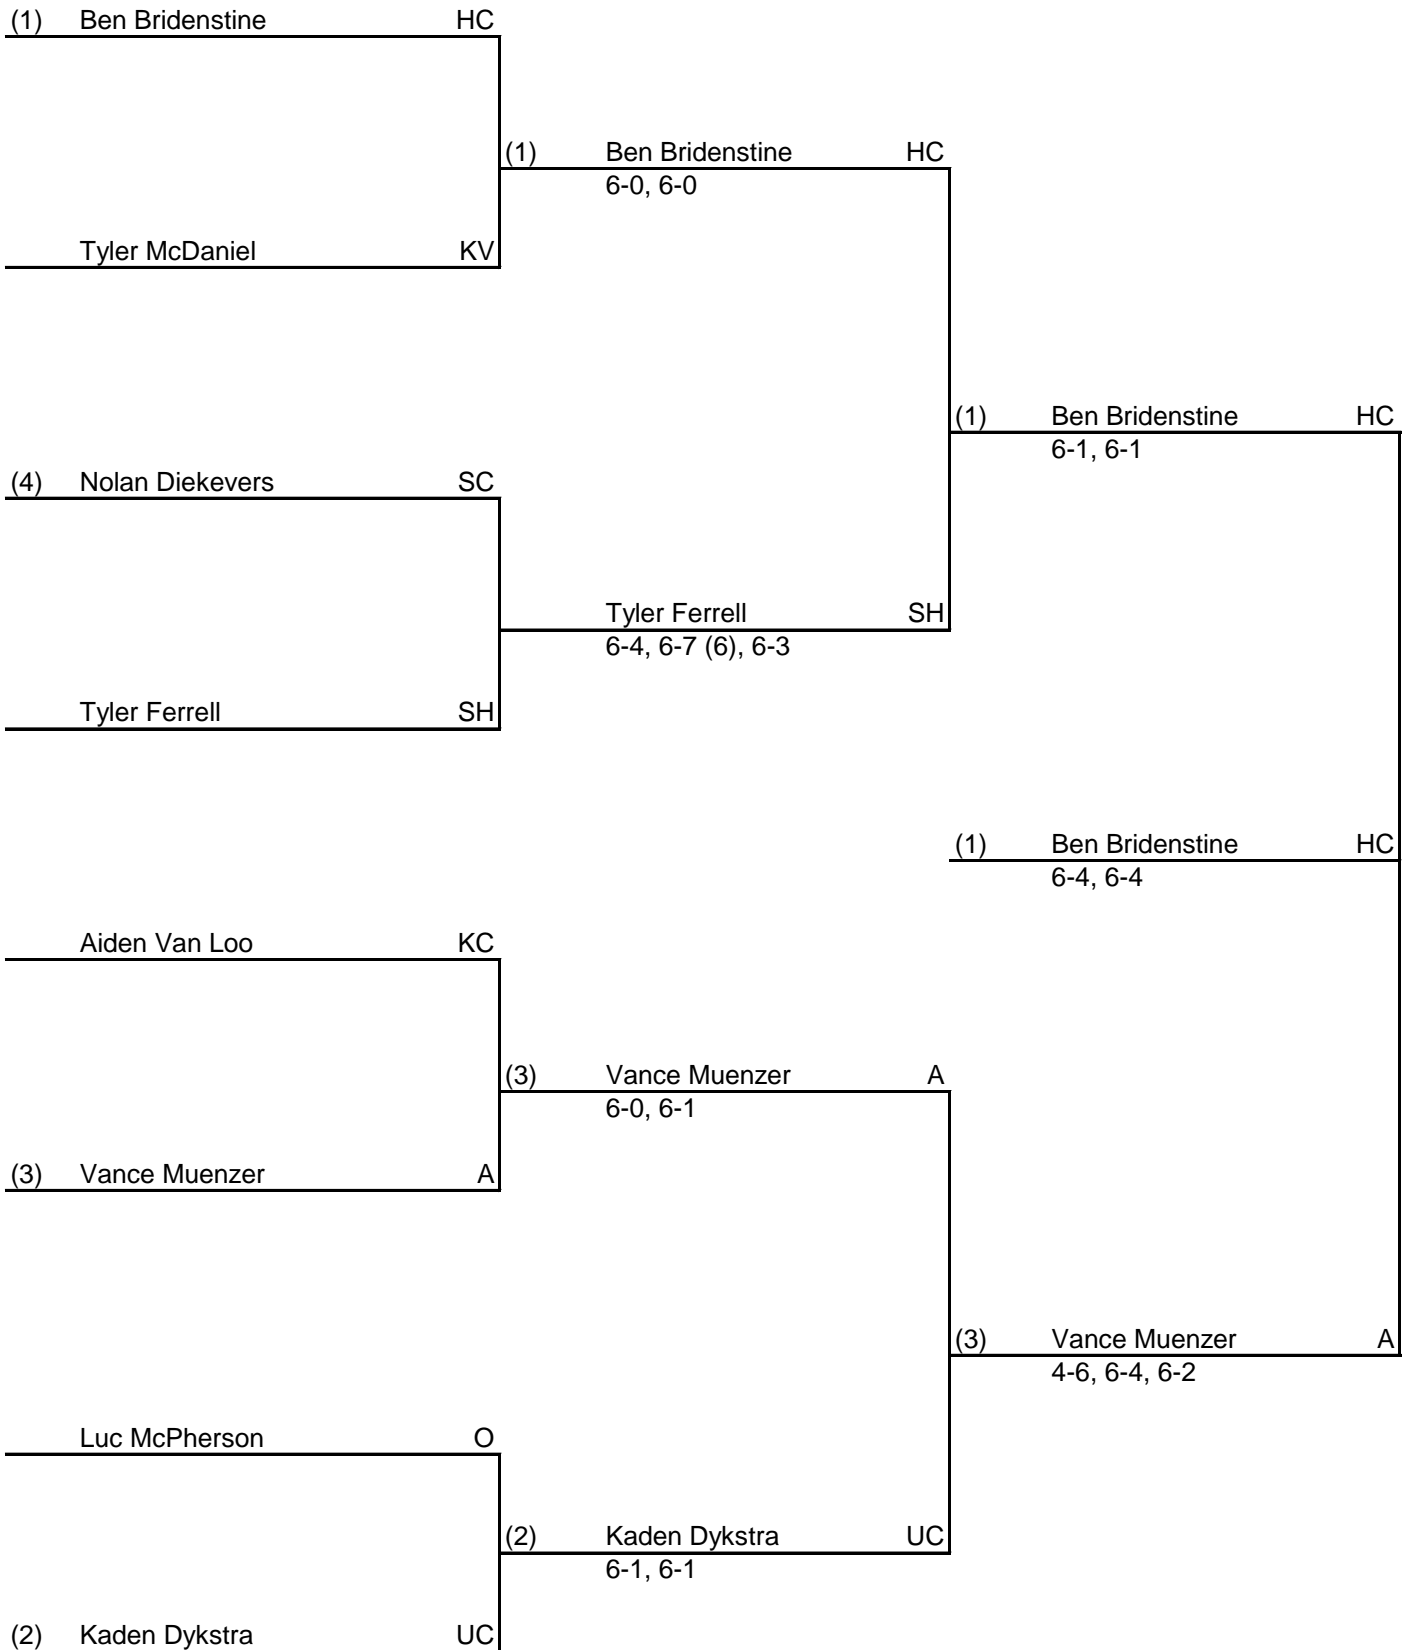 (1) Ben Bridenstine HC
(1) Ben Bridenstine HC
6-0, 6-0
Tyler McDaniel KV
(1) Ben Bridenstine HC
6-1, 6-1
(4) Nolan Diekevers SC
Tyler Ferrell SH
6-4, 6-7 (6), 6-3
Tyler Ferrell SH
(1) Ben Bridenstine HC
6-4, 6-4
Aiden Van Loo KC
(3) Vance Muenzer A
6-0, 6-1
(3) Vance Muenzer A
(3) Vance Muenzer A
4-6, 6-4, 6-2
Luc McPherson O
(2) Kaden Dykstra UC
6-1, 6-1
(2) Kaden Dykstra UC